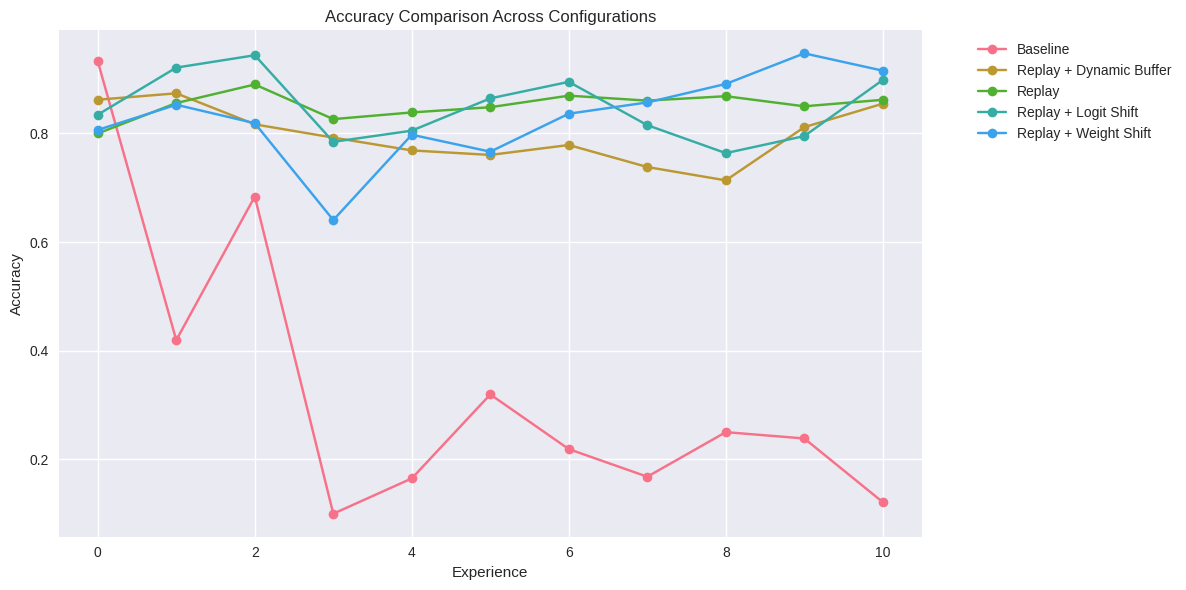 Accuracy Comparison Across Configurations
Baseline
Replay + Dynamic Buffer
Replay
Replay + Logit Shift
Replay + Weight Shift
Accuracy
0.8
0.6
0.4
0.2
0 2 4 6 8 10
Experience